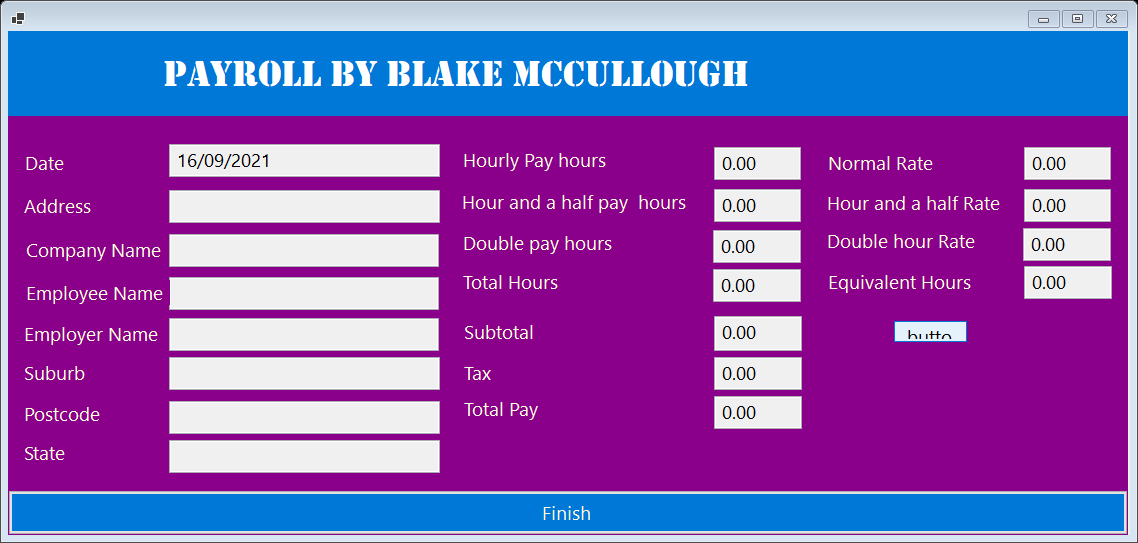 PAYROLL BY BLAKE MCCULLOUGH
Date
16/09/2021
Address
Company Name
Employee Name
Employer Name
Suburb
Postcode
State
Hourly Pay hours
0.00
Hour and a half pay  hours
0.00
Double pay hours
0.00
Total Hours
0.00
Subtotal
0.00
Tax
0.00
Total Pay
0.00
Normal Rate
0.00
Hour and a half Rate
0.00
Double hour Rate
0.00
Equivalent Hours
0.00
butto
Finish